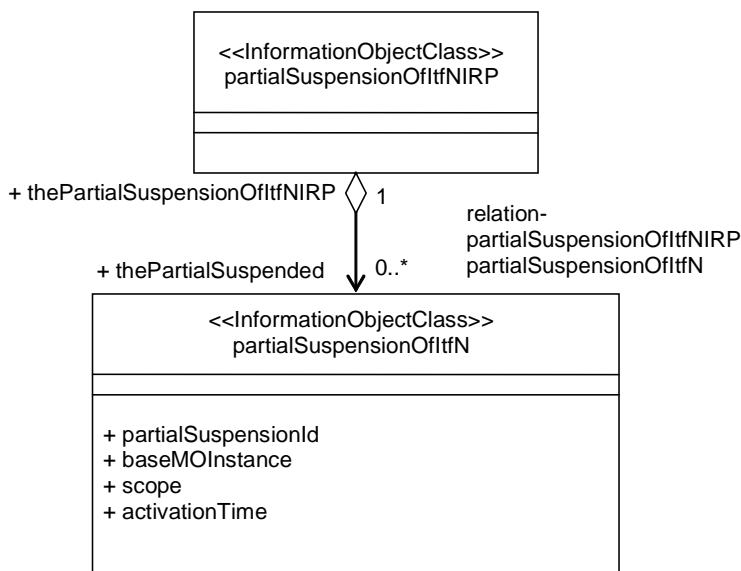 <<InformationObjectClass>>
partialSuspensionOfItfNIRP
+ thePartialSuspensionOfItfNIRP
1
relation-
partialSuspensionOfItfNIRP
partialSuspensionOfItfN
+ thePartialSuspended
0..*
<<InformationObjectClass>>
partialSuspensionOfItfN
+ partialSuspensionId
+ baseMOInstance
+ scope
+ activationTime